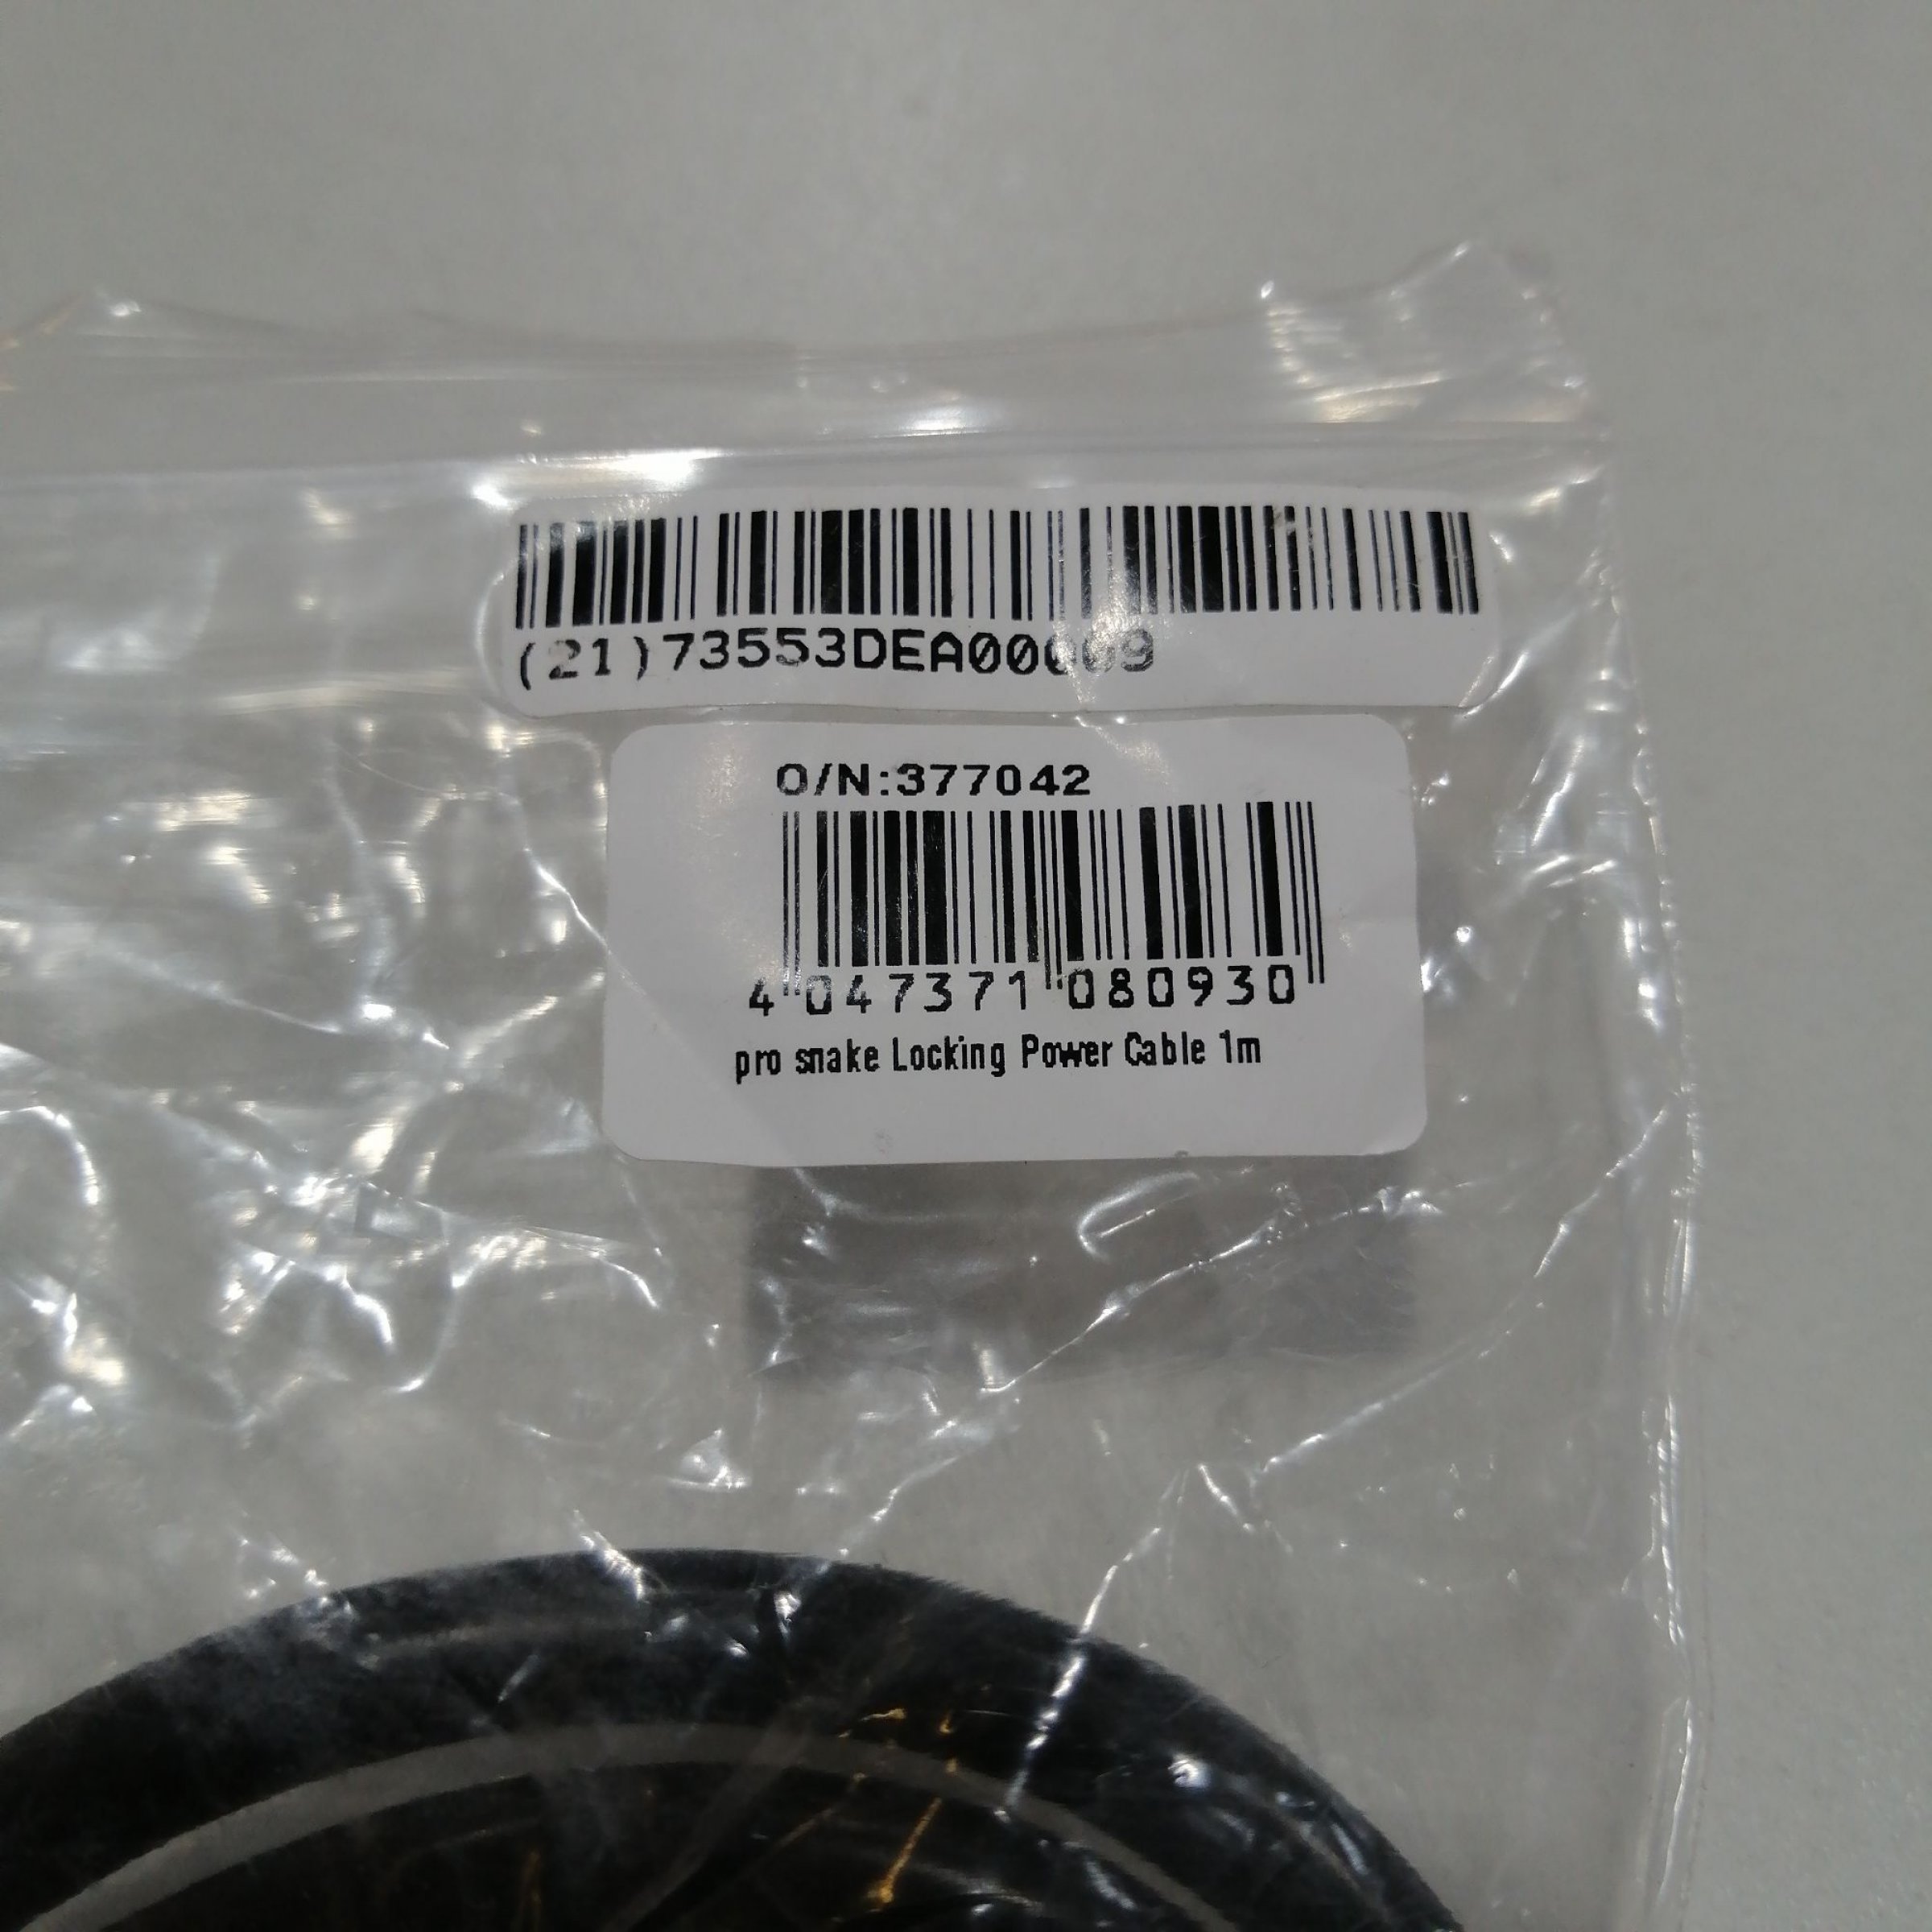 (21)73553DEA00009
O/N:377042
4 047371 080930
pro snake Locking Power Cable 1m